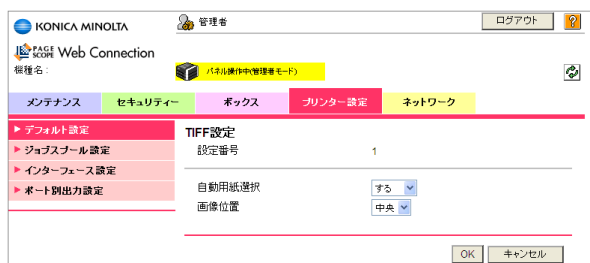 KONICA MINOLTA
管理者
ログアウト
?
PAGE SCOPE Web Connection
機種名:
パネル操作中(管理者モード)
メンテナンス
セキュリティー
ボックス
プリンター設定
ネットワーク
デフォルト設定
ジョブスプール設定
インターフェース設定
ポート別出力設定
TIFF設定
設定番号 1
自動用紙選択 する
画像位置 中央
OK キャンセル